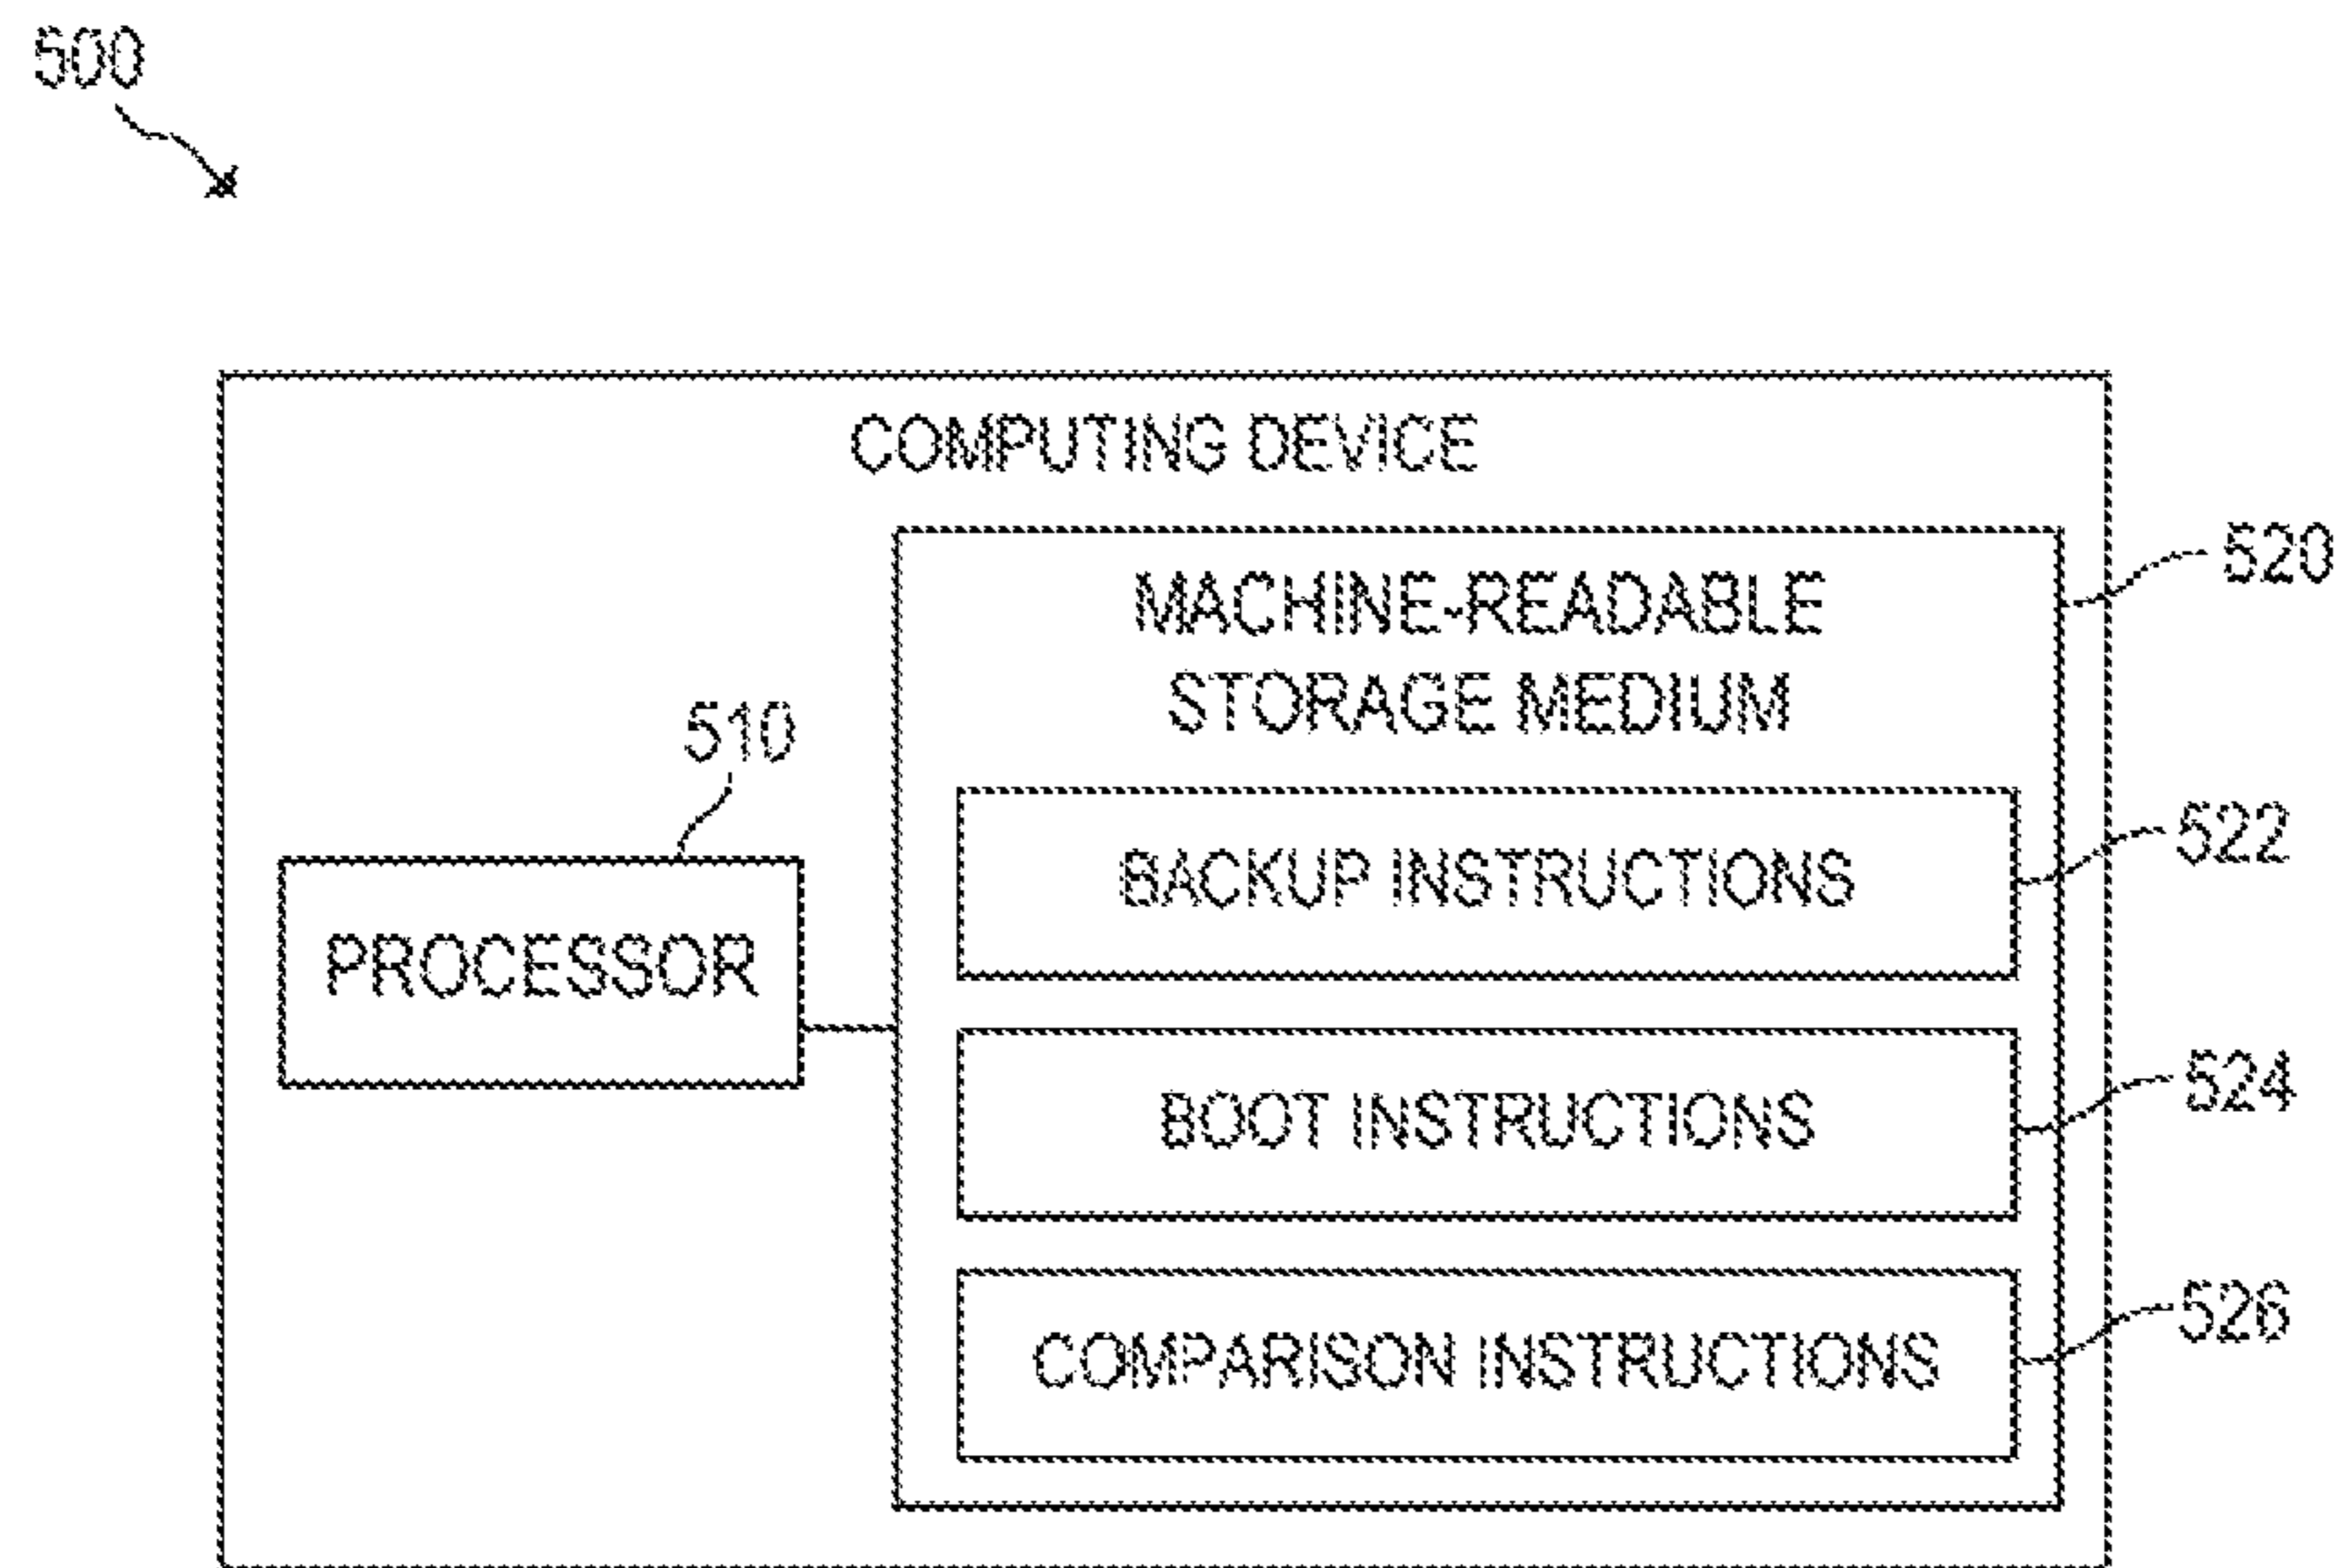 500
COMPUTING DEVICE
520
MACHINE-READABLE
STORAGE MEDIUM
510
522
BACKUP INSTRUCTIONS
PROCESSOR
524
BOOT INSTRUCTIONS
526
COMPARISON INSTRUCTIONS